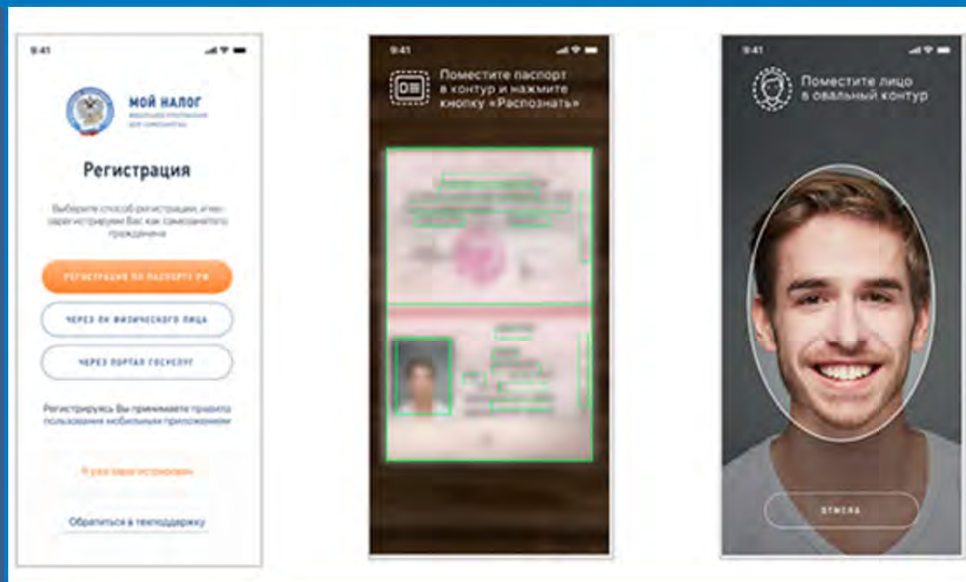 9:41
МОЙ НАЛОГ
Регистрация
Выберите способ регистрации, и мы
зарегистрируем Вас как самозанятого
гражданина
РЕГИСТРАЦИЯ ПО ПАСПОРТУ РФ
ЧЕРЕЗ ЛК ФИЗИЧЕСКОГО ЛИЦА
ЧЕРЕЗ ПОРТАЛ ГОСУСЛУГ
Регистрируясь Вы принимаете правила
пользования мобильным приложением
Я уже зарегистрирован
Обратиться в техподдержку
9:41
Поместите паспорт
в контур и нажмите
кнопку «Распознать»
9:41
Поместите лицо
в овальный контур
ОТМЕНА